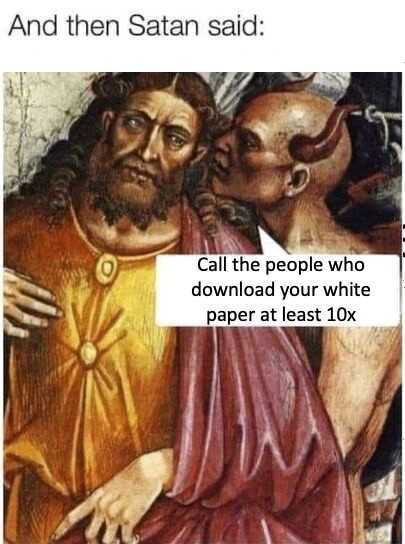 And then Satan said:
Call the people who
download your white
paper at least 10x